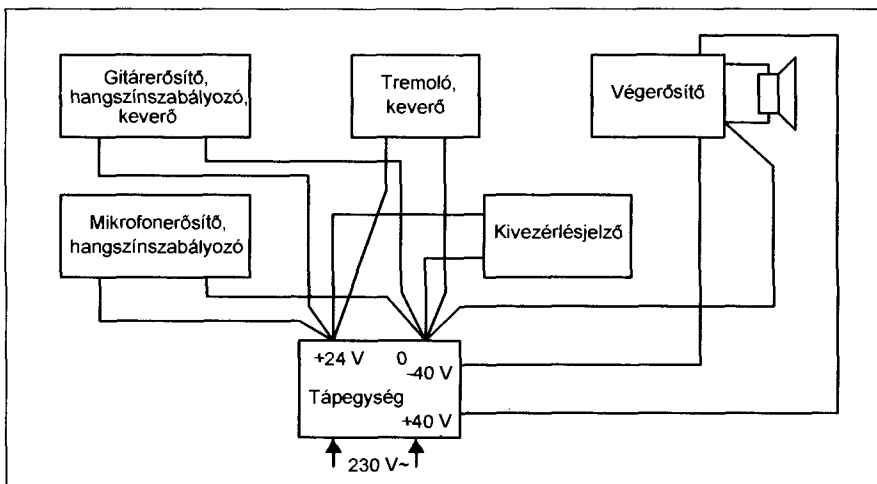 Gitárerősítő,
hangszínszabályozó,
keverő
Tremoló,
keverő
Végerősítő
Mikrofonerősítő,
hangszínszabályozó
Kivezérlésjelző
+24 V 0
-40 V
Tápegység
+40 V
230 V~